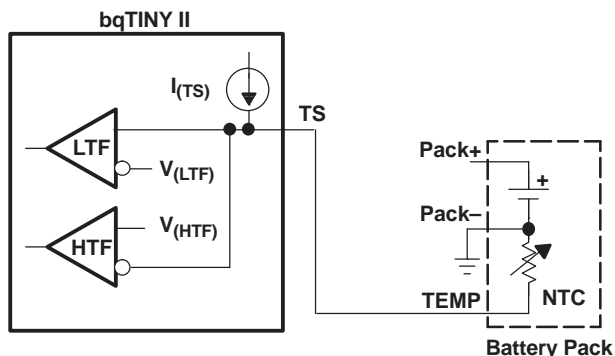 bqTINY II
I(TS)
TS
LTF
V(LTF)
V(HTF)
HTF
Pack+
+
Pack−
TEMP
NTC
Battery Pack